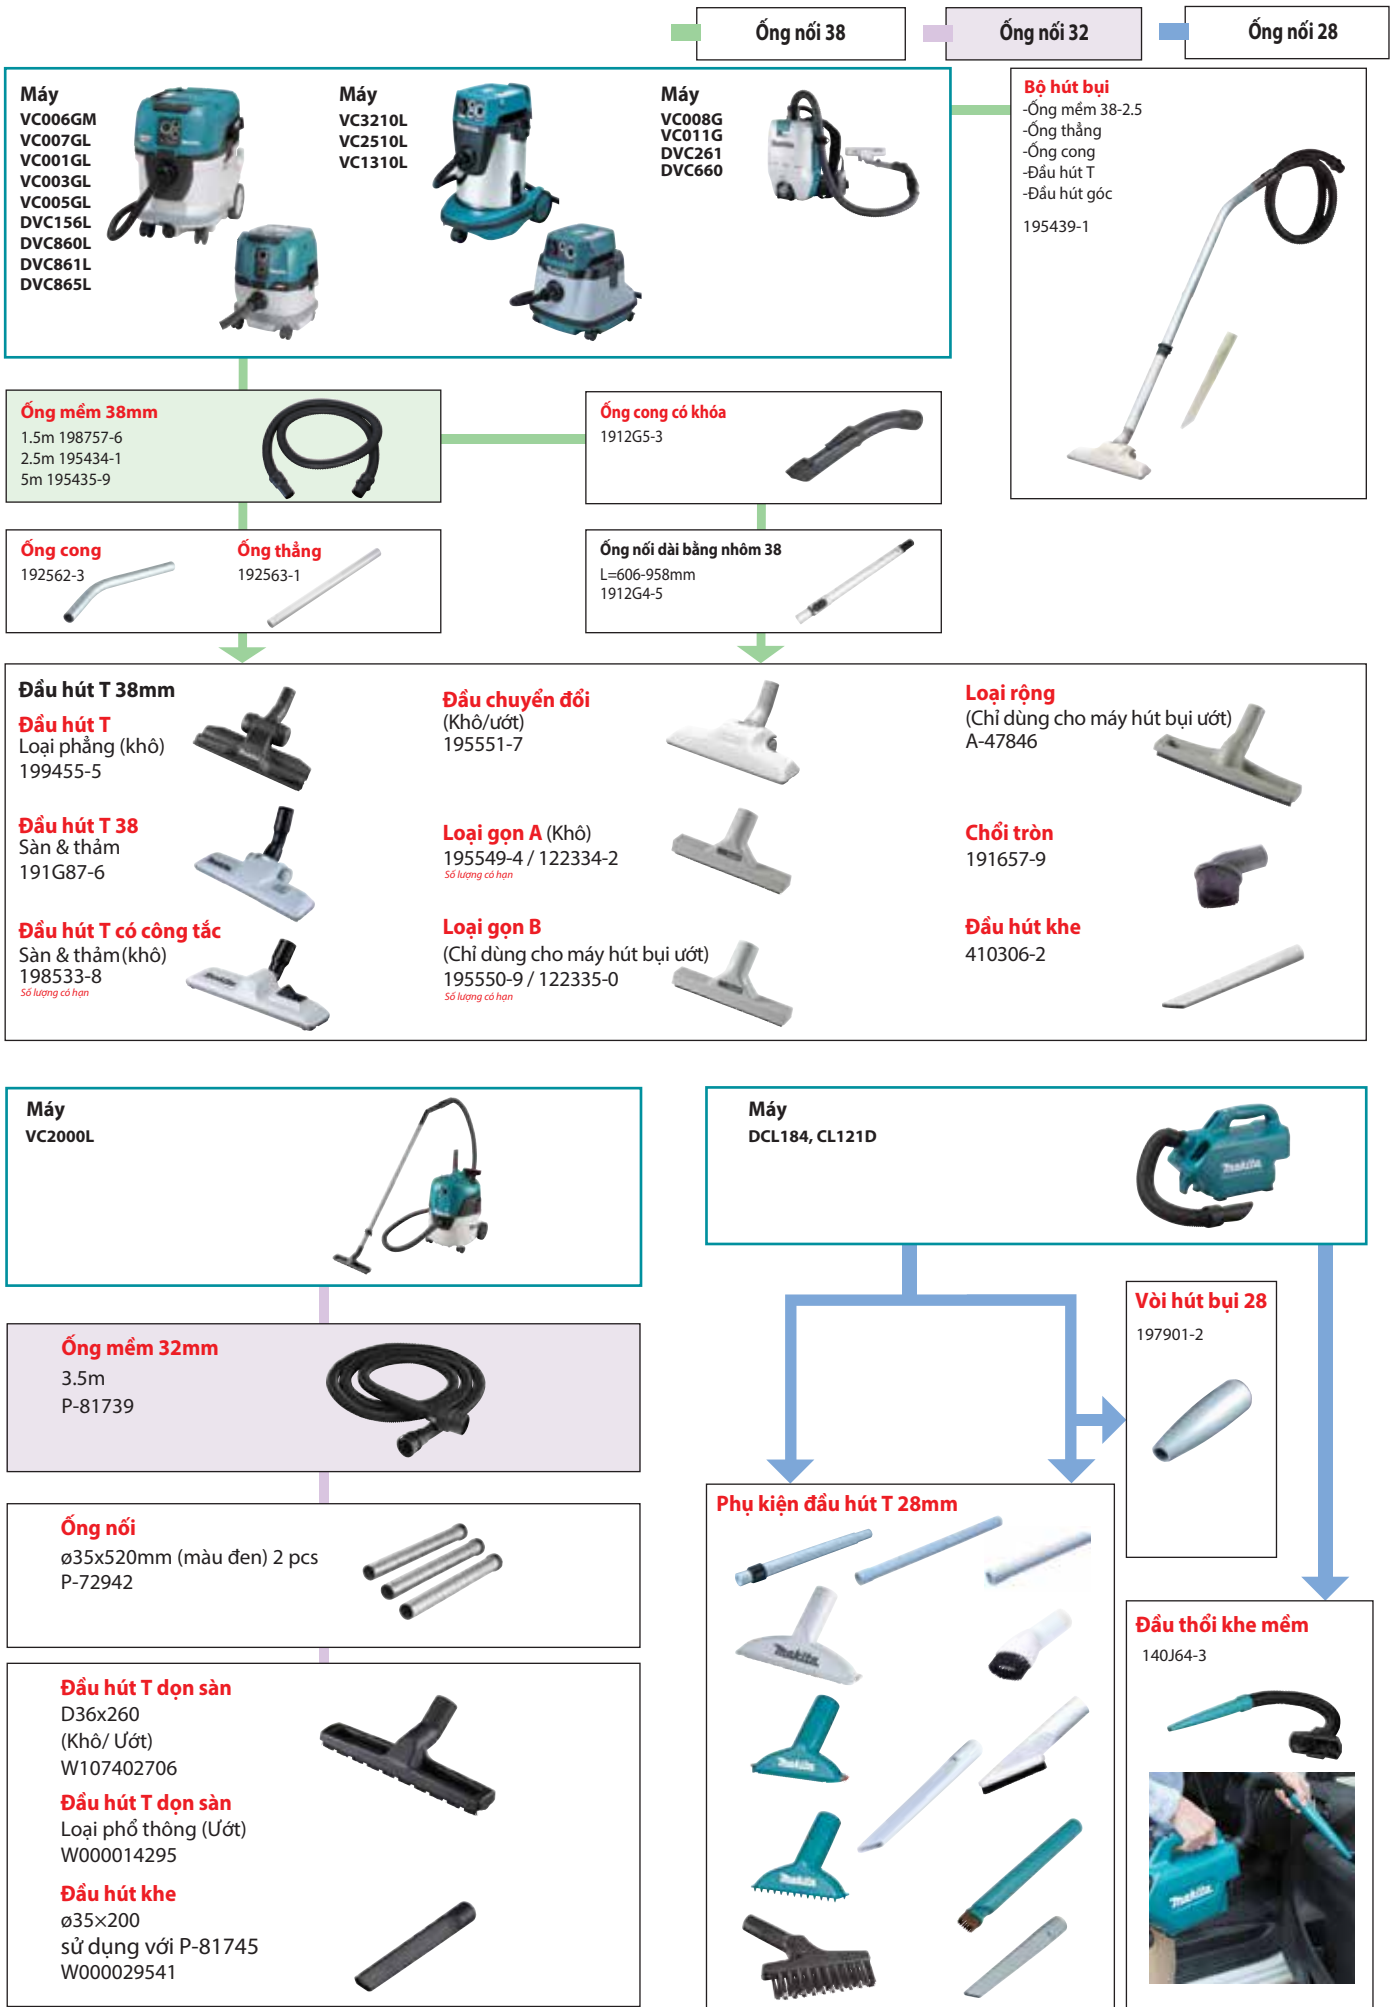 Ống nối 38
Ống nối 32
Ống nối 28
Máy
VC006GM
VC007GL
VC001GL
VC003GL
VC005GL
DVC156L
DVC860L
DVC861L
DVC865L
Máy
VC3210L
VC2510L
VC1310L
Máy
VC008G
VC011G
DVC261
DVC660
Bộ hút bụi
-Ống mềm 38-2.5
-Ống thẳng
-Ống cong
-Đầu hút T
-Đầu hút góc
195439-1
Ống mềm 38mm
1.5m 198757-6
2.5m 195434-1
5m 195435-9
Ống cong có khóa
1912G5-3
Ống cong
192562-3
Ống thẳng
192563-1
Ống nối dài bằng nhôm 38
L=606-958mm
1912G4-5
Đầu hút T 38mm
Đầu hút T
Loại phẳng (khô)
199455-5
Đầu hút T 38
Sàn & thảm
191G87-6
Đầu hút T có công tắc
Sàn & thảm (khô)
198533-8
Số lượng có hạn
Đầu chuyển đổi
(Khô/ướt)
195551-7
Loại gọn A (Khô)
195549-4 / 122334-2
Số lượng có hạn
Loại gọn B
(Chỉ dùng cho máy hút bụi ướt)
195550-9 / 122335-0
Số lượng có hạn
Loại rộng
(Chỉ dùng cho máy hút bụi ướt)
A-47846
Chổi tròn
191657-9
Đầu hút khe
410306-2
Máy
VC2000L
Ống mềm 32mm
3.5m
P-81739
Ống nối
ø35x520mm (màu đen) 2 pcs
P-72942
Đầu hút T dọn sàn
D36x260
(Khô/ Ướt)
W107402706
Đầu hút T dọn sàn
Loại phổ thông (Ướt)
W000014295
Đầu hút khe
ø35×200
sử dụng với P-81745
W000029541
Máy
DCL184, CL121D
makita
Vòi hút bụi 28
197901-2
Phụ kiện đầu hút T 28mm
makita
makita
makita
Đầu thổi khe mềm
140J64-3
makita